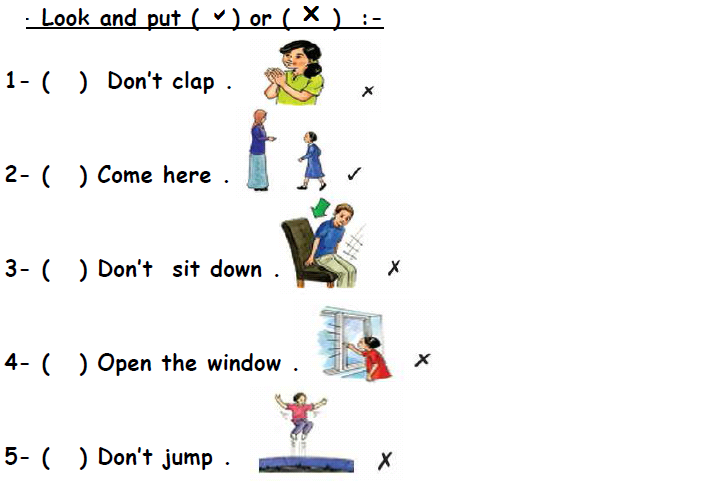 . Look and put ( ✓ ) or ( X ) :-
1- ( ) Don't clap . ✗
2- ( ) Come here . ✓
3- ( ) Don't sit down . ✗
4- ( ) Open the window . ✗
5- ( ) Don't jump . ✗